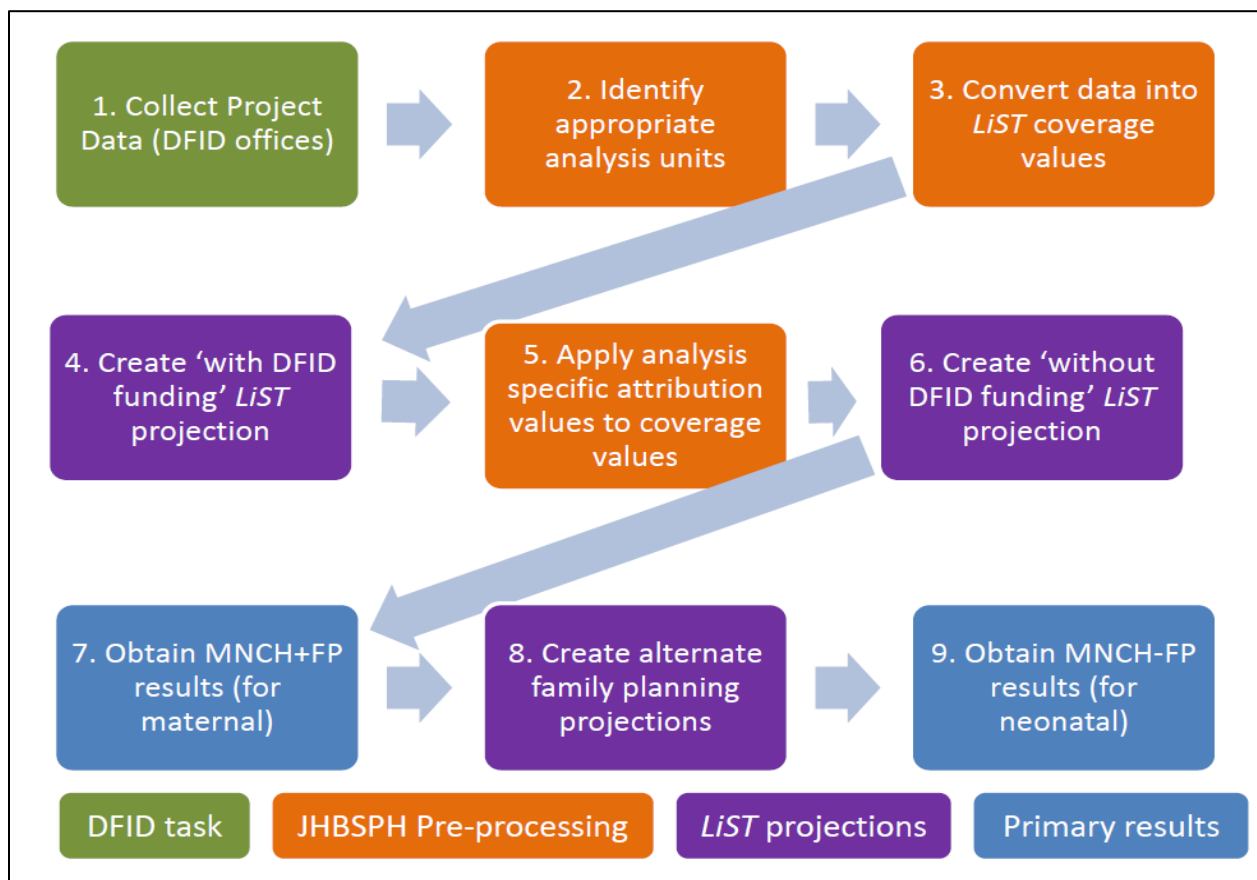 1. Collect Project
Data (DFID offices)
2. Identify
appropriate
analysis units
3. Convert data into
LiST coverage
values
4. Create ‘with DFID
funding’ LiST
projection
5. Apply analysis
specific attribution
values to coverage
values
6. Create ‘without
DFID funding’ LiST
projection
7. Obtain MNCH+FP
results (for
maternal)
8. Create alternate
family planning
projections
9. Obtain MNCH-FP
results (for
neonatal)
DFID task
JHBSPH Pre-processing
LiST projections
Primary results